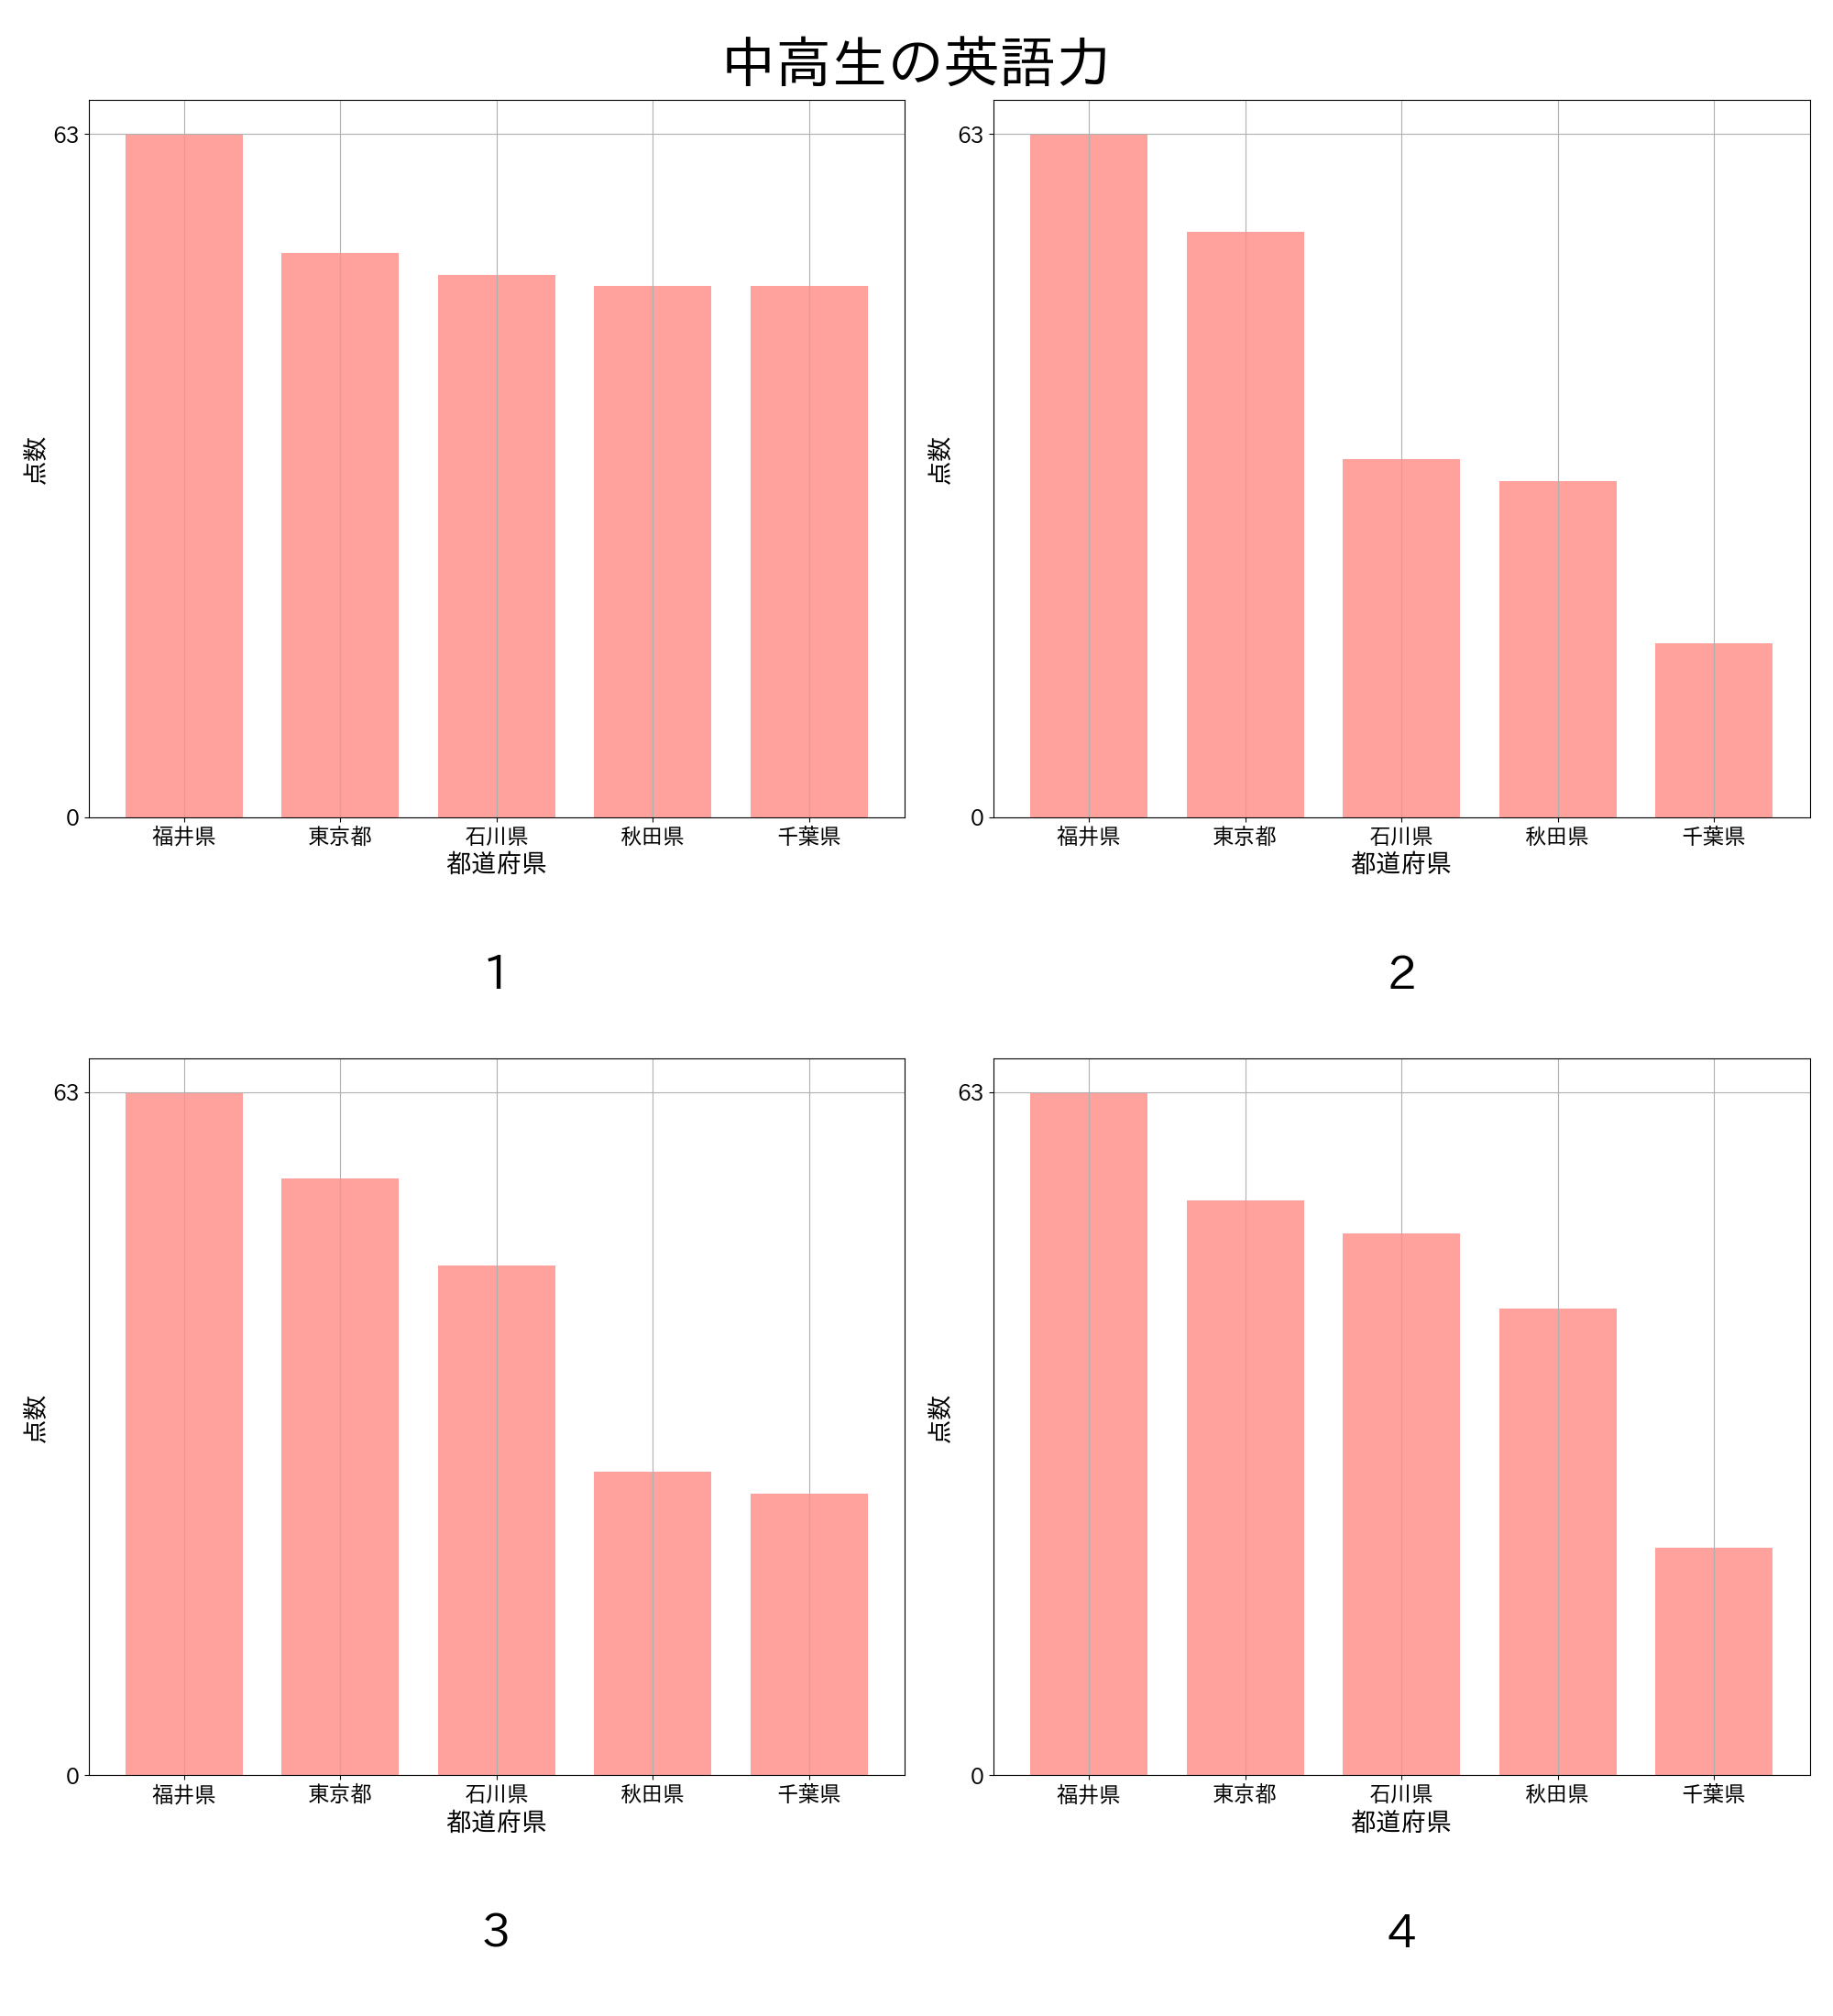 中高生の英語力
63
点数
0
福井県 東京都 石川県 秋田県 千葉県
都道府県
1
63
点数
0
福井県 東京都 石川県 秋田県 千葉県
都道府県
2
63
点数
0
福井県 東京都 石川県 秋田県 千葉県
都道府県
3
63
点数
0
福井県 東京都 石川県 秋田県 千葉県
都道府県
4